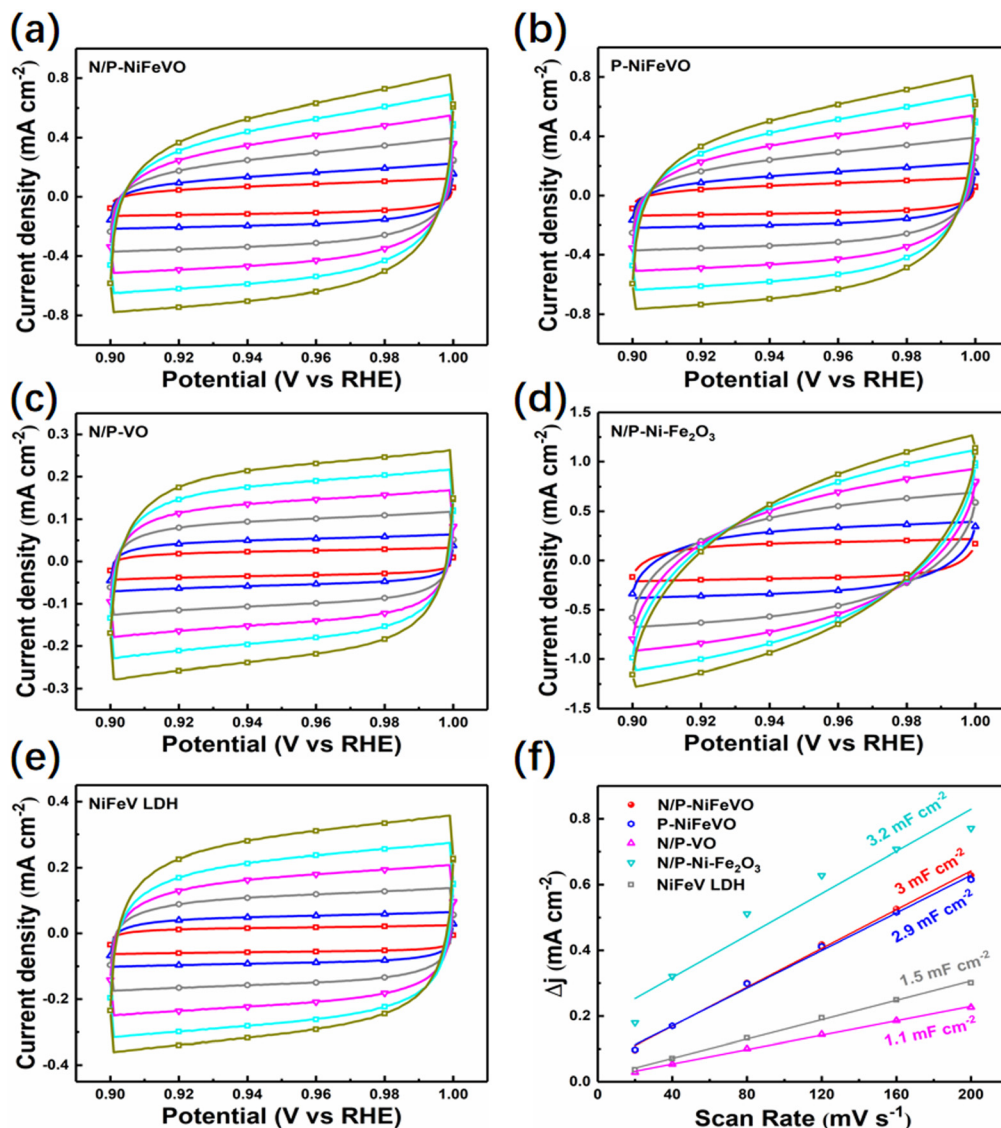 (a)
N/P-NiFeVO
Current density (mA cm⁻²)
0.8
0.4
0.0
-0.4
-0.8
0.90 0.92 0.94 0.96 0.98 1.00
Potential (V vs RHE)
(b)
P-NiFeVO
Current density (mA cm⁻²)
0.8
0.4
0.0
-0.4
-0.8
0.90 0.92 0.94 0.96 0.98 1.00
Potential (V vs RHE)
(c)
N/P-VO
Current density (mA cm⁻²)
0.3
0.2
0.1
0.0
-0.1
-0.2
-0.3
0.90 0.92 0.94 0.96 0.98 1.00
Potential (V vs RHE)
(d)
N/P-Ni-Fe₂O₃
Current density (mA cm⁻²)
1.5
1.0
0.5
0.0
-0.5
-1.0
-1.5
0.90 0.92 0.94 0.96 0.98 1.00
Potential (V vs RHE)
(e)
NiFeV LDH
Current density (mA cm⁻²)
0.4
0.2
0.0
-0.2
-0.4
0.90 0.92 0.94 0.96 0.98 1.00
Potential (V vs RHE)
(f)
N/P-NiFeVO
P-NiFeVO
N/P-VO
N/P-Ni-Fe₂O₃
NiFeV LDH
3.2 mF cm⁻²
3 mF cm⁻²
2.9 mF cm⁻²
1.5 mF cm⁻²
1.1 mF cm⁻²
Δj (mA cm⁻²)
0.8
0.6
0.4
0.2
0.0
0 40 80 120 160 200
Scan Rate (mV s⁻¹)